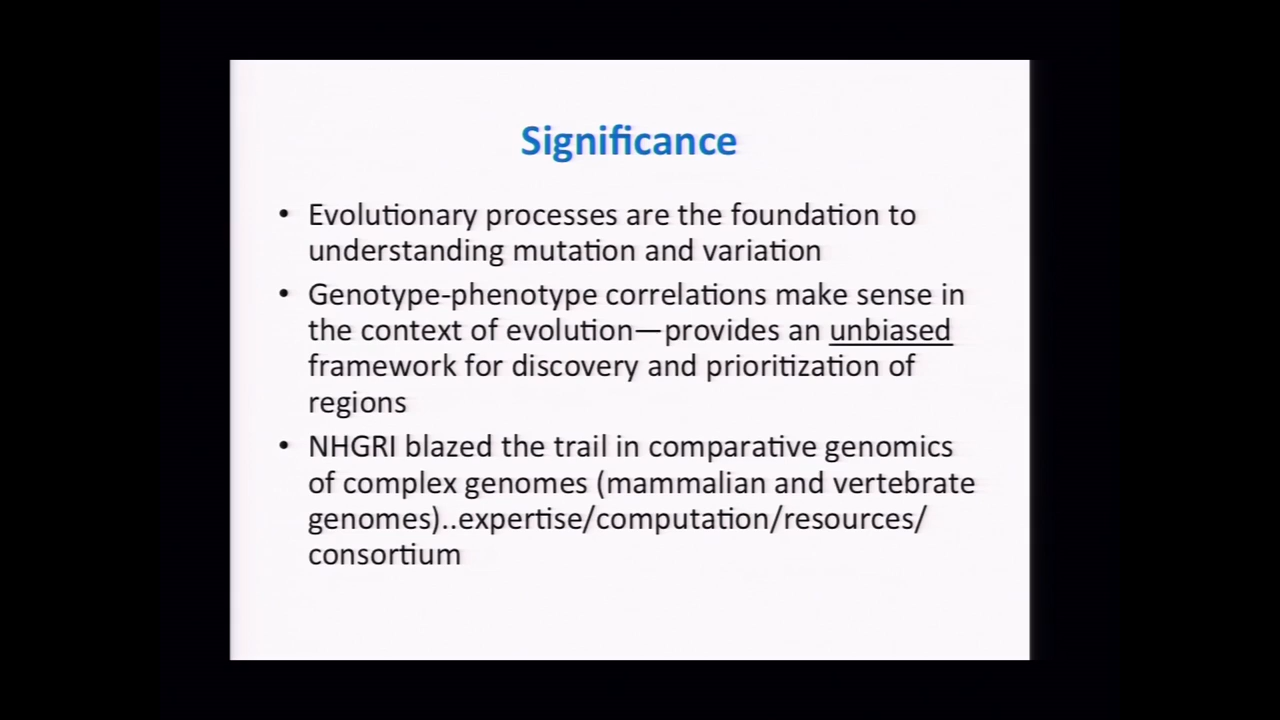 Significance
• Evolutionary processes are the foundation to
understanding mutation and variation
• Genotype-phenotype correlations make sense in
the context of evolution—provides an unbiased
framework for discovery and prioritization of
regions
• NHGRI blazed the trail in comparative genomics
of complex genomes (mammalian and vertebrate
genomes)..expertise/computation/resources/
consortium